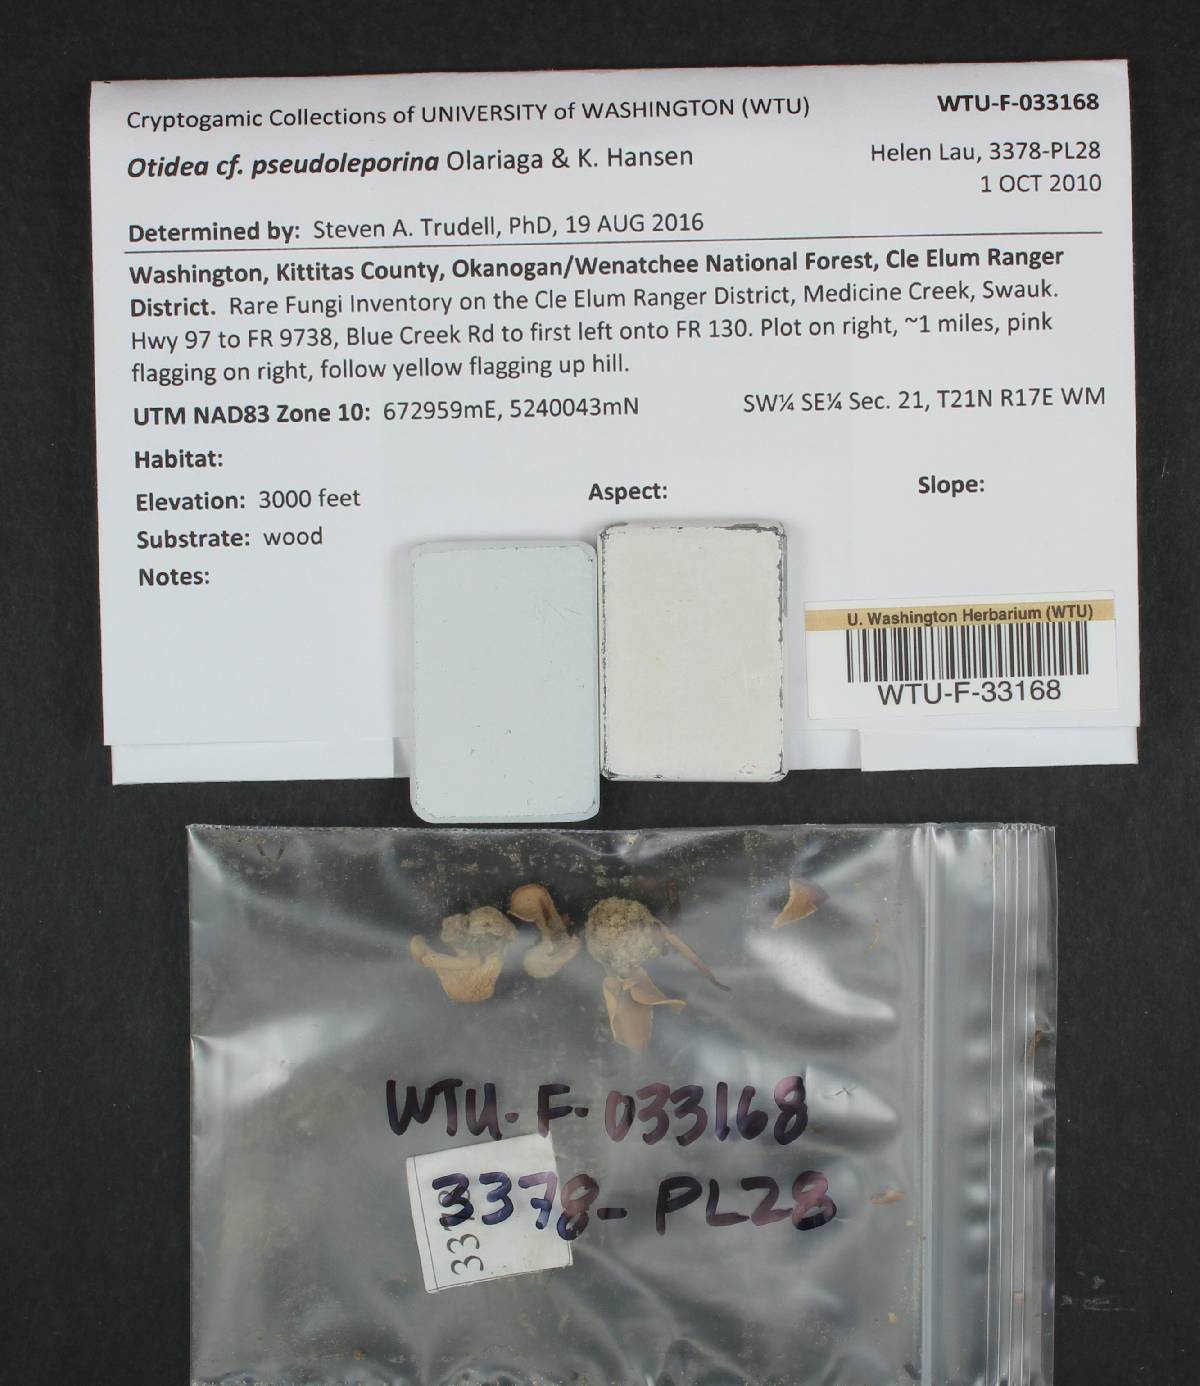 Cryptogamic Collections of UNIVERSITY of WASHINGTON (WTU) WTU-F-033168
Otidea cf. pseudoleporina Olariaga & K. Hansen Helen Lau, 3378-PL28
1 OCT 2010
Determined by: Steven A. Trudell, PhD, 19 AUG 2016
Washington, Kittitas County, Okanogan/Wenatchee National Forest, Cle Elum Ranger
District. Rare Fungi Inventory on the Cle Elum Ranger District, Medicine Creek, Swauk.
Hwy 97 to FR 9738, Blue Creek Rd to first left onto FR 130. Plot on right, ~1 miles, pink
flagging on right, follow yellow flagging up hill.
UTM NAD83 Zone 10: 672959mE, 5240043mN SW¼ SE¼ Sec. 21, T21N R17E WM
Habitat:
Elevation: 3000 feet Aspect: Slope:
Substrate: wood
Notes:
U. Washington Herbarium (WTU)
WTU-F-33168
WTU-F-033168
3378-PL28